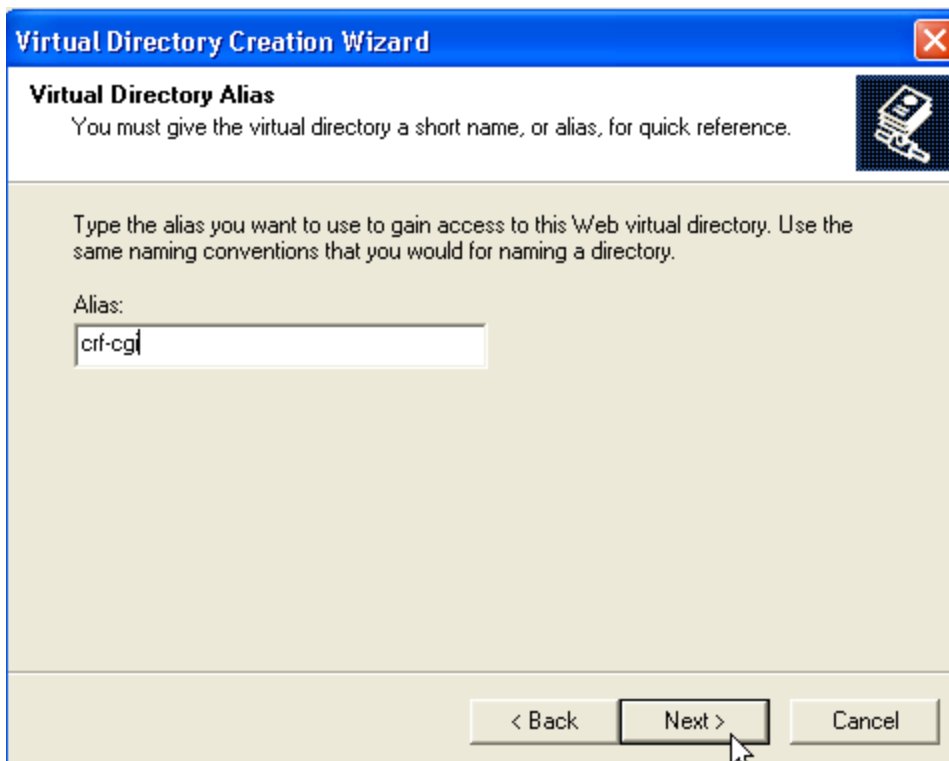 Virtual Directory Creation Wizard
Virtual Directory Alias
You must give the virtual directory a short name, or alias, for quick reference.
Type the alias you want to use to gain access to this Web virtual directory. Use the
same naming conventions that you would for naming a directory.
Alias:
crf-cgi
< Back Next > Cancel